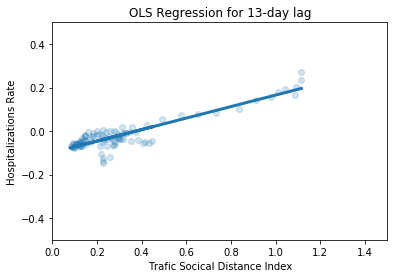 OLS Regression for 13-day lag
Hospitalizations Rate
0.4
0.2
0.0
−0.2
−0.4
0.0 0.2 0.4 0.6 0.8 1.0 1.2 1.4
Trafic Socical Distance Index